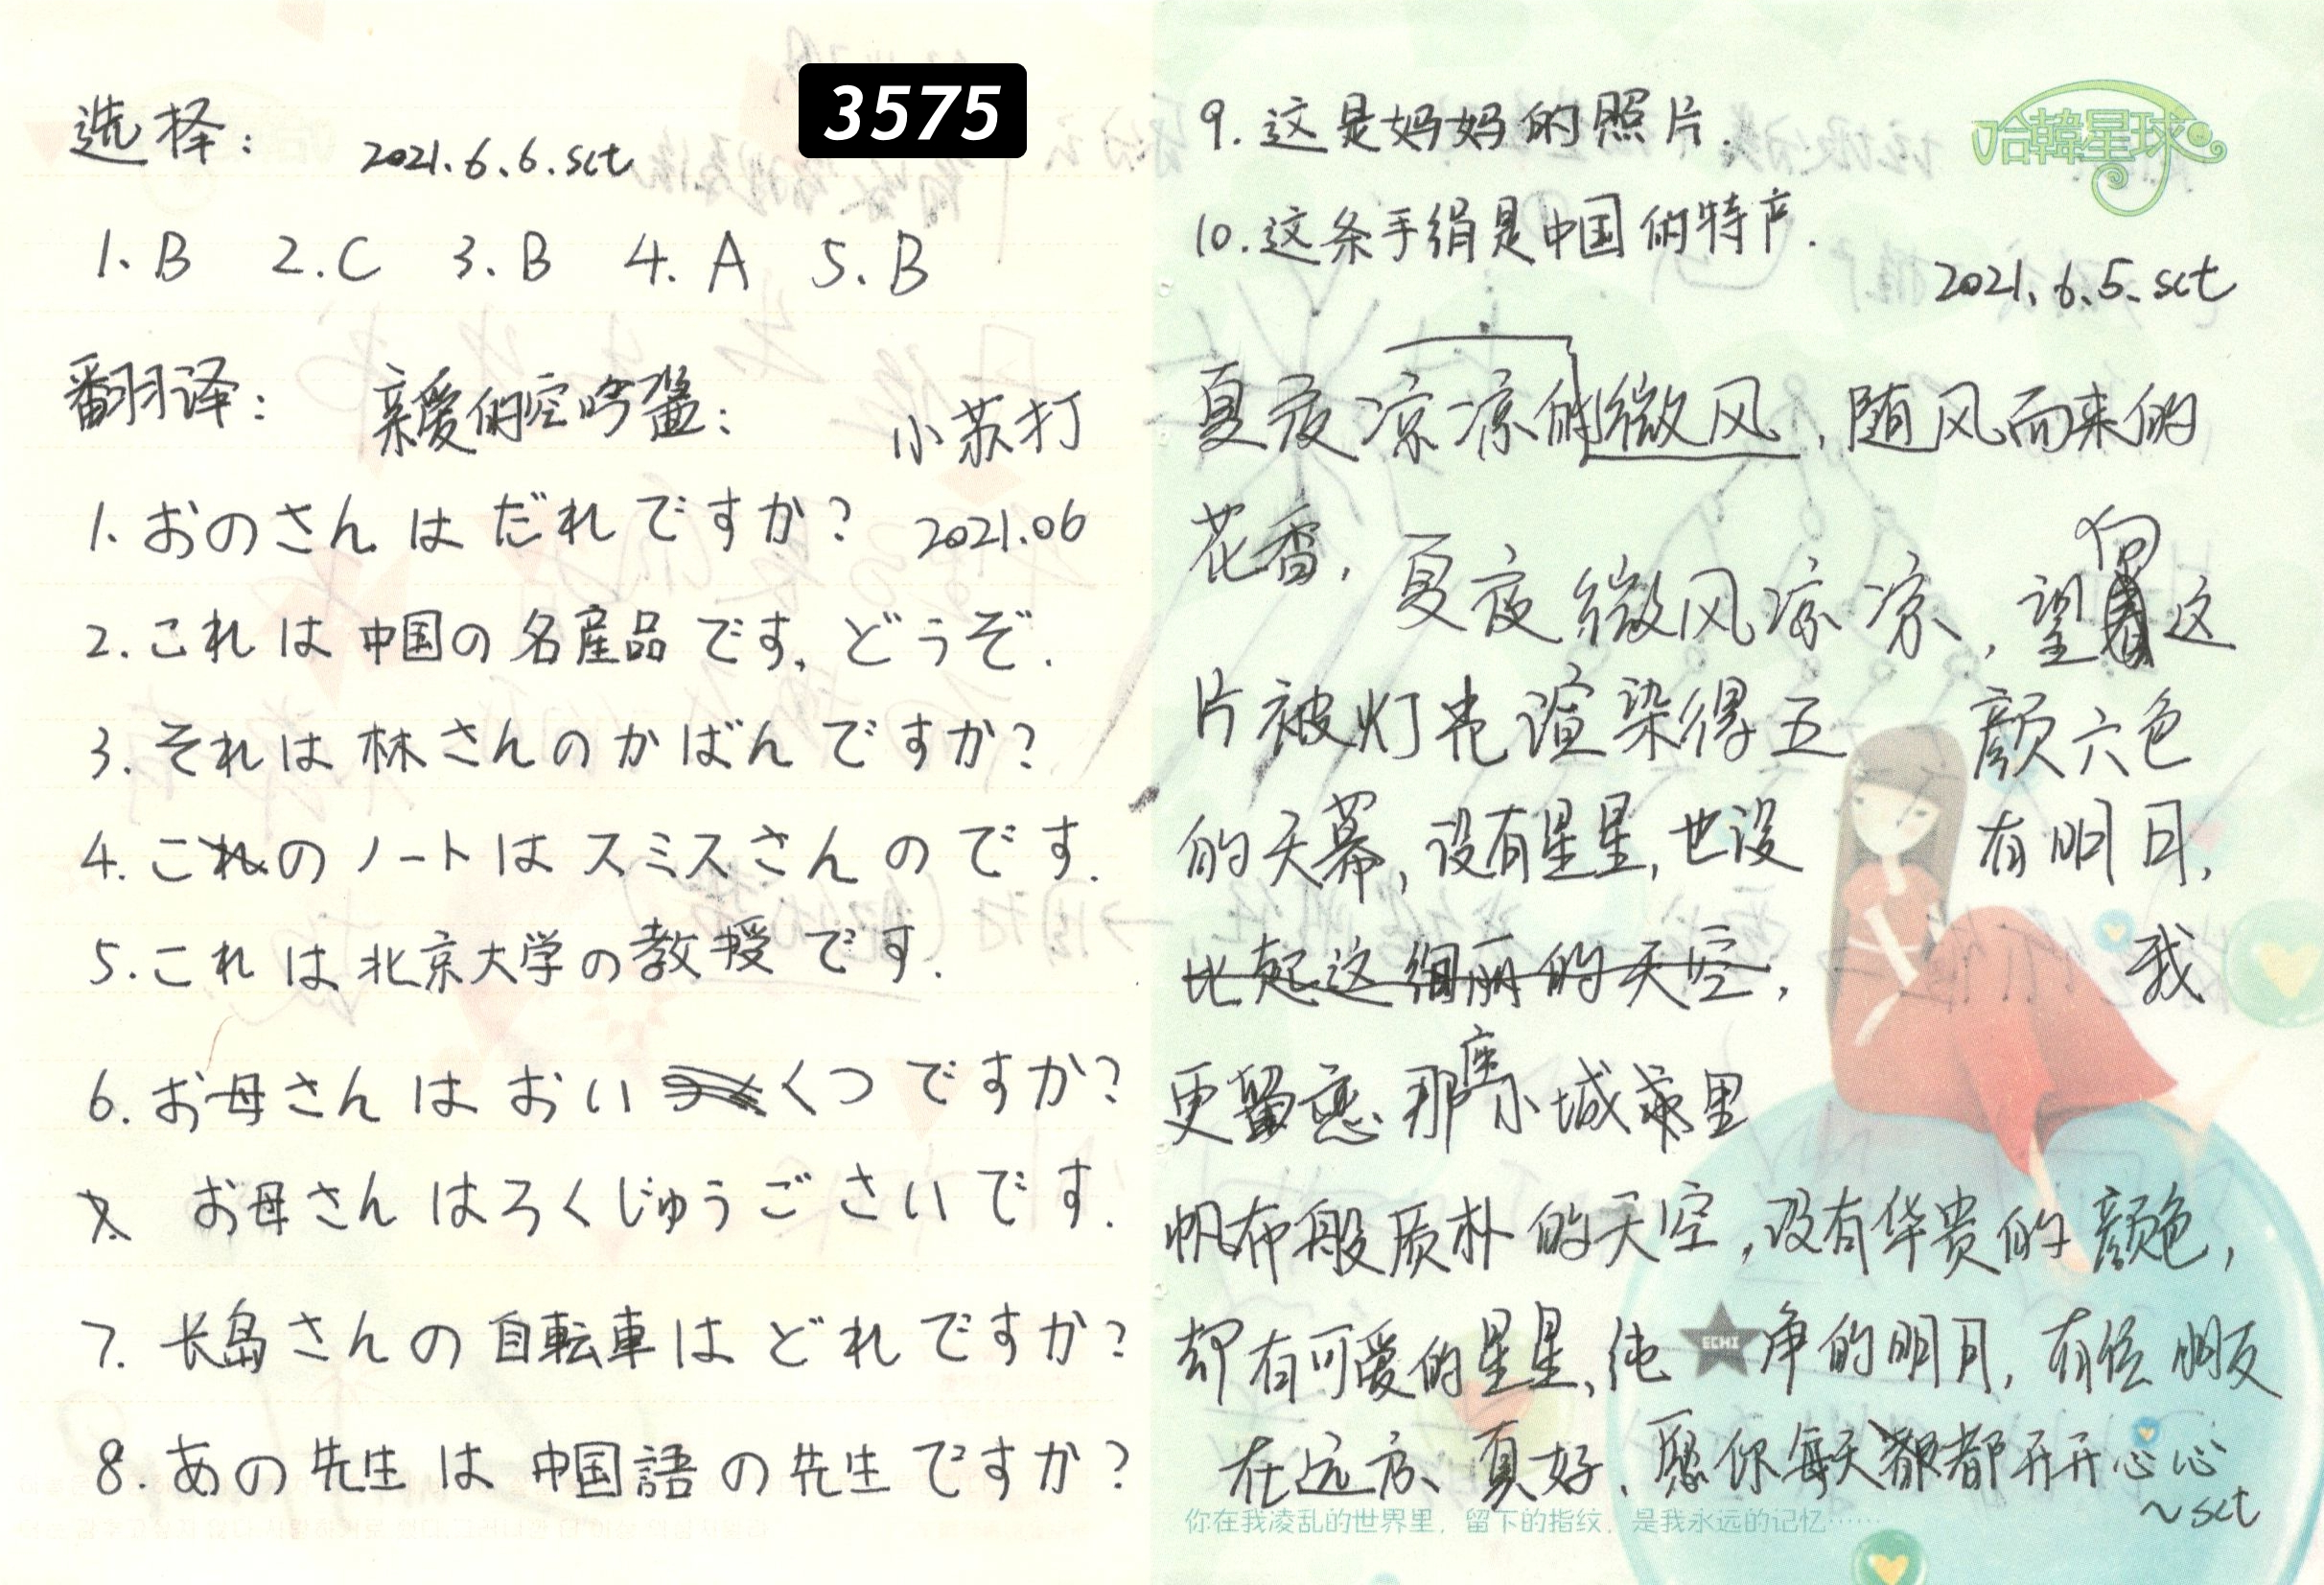 3575
选择：
2021.6.6.sct
1. B 2. C 3. B 4. A 5. B
翻译：
亲爱的空吟鲨：
小苏打
2021.06
1. おのさん は だれですか？
2. これ は 中国の 名産品 です, どうぞ.
3. それは 林さんのかばんですか？
4. これの ノートは スミスさんのです.
5. これ は 北京大学の教授です.
6. お母さん は おい くつですか？
お母さん はろくじゅうごさいです.
7. 长島さんの 自転車は どれですか？
8. あの 先生 は 中国語 の 先生ですか？
9. 这是妈妈的照片.
10. 这条手绢是中国的特产.
哈韓星球
2021.6.5.sct
夏夜凉凉的微风, 随风而来的
花香, 夏夜微风凉凉, 望向这
片被灯光渲染得五颜六色
的天幕, 没有星星, 也没有明月,
比起这绚丽的天空, 我
更留恋那座小城里
帆布般质朴的天空, 没有华贵的颜色,
却有可爱的星星, 纯净的明月, 有位朋友
ECHI
在远方、真好, 愿你每天都开开心心
~sct
你在我凌乱的世界里，留下的指纹，是我永远的记忆……